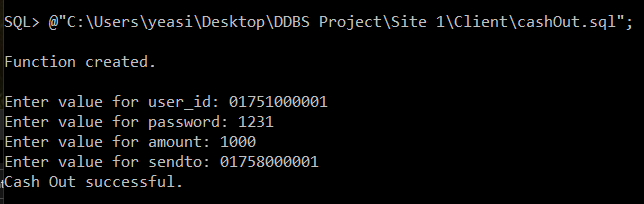 SQL> @"C:\Users\yeasi\Desktop\DDBS Project\Site 1\Client\cashOut.sql";
Function created.
Enter value for user_id: 01751000001
Enter value for password: 1231
Enter value for amount: 1000
Enter value for sendto: 01758000001
Cash Out successful.